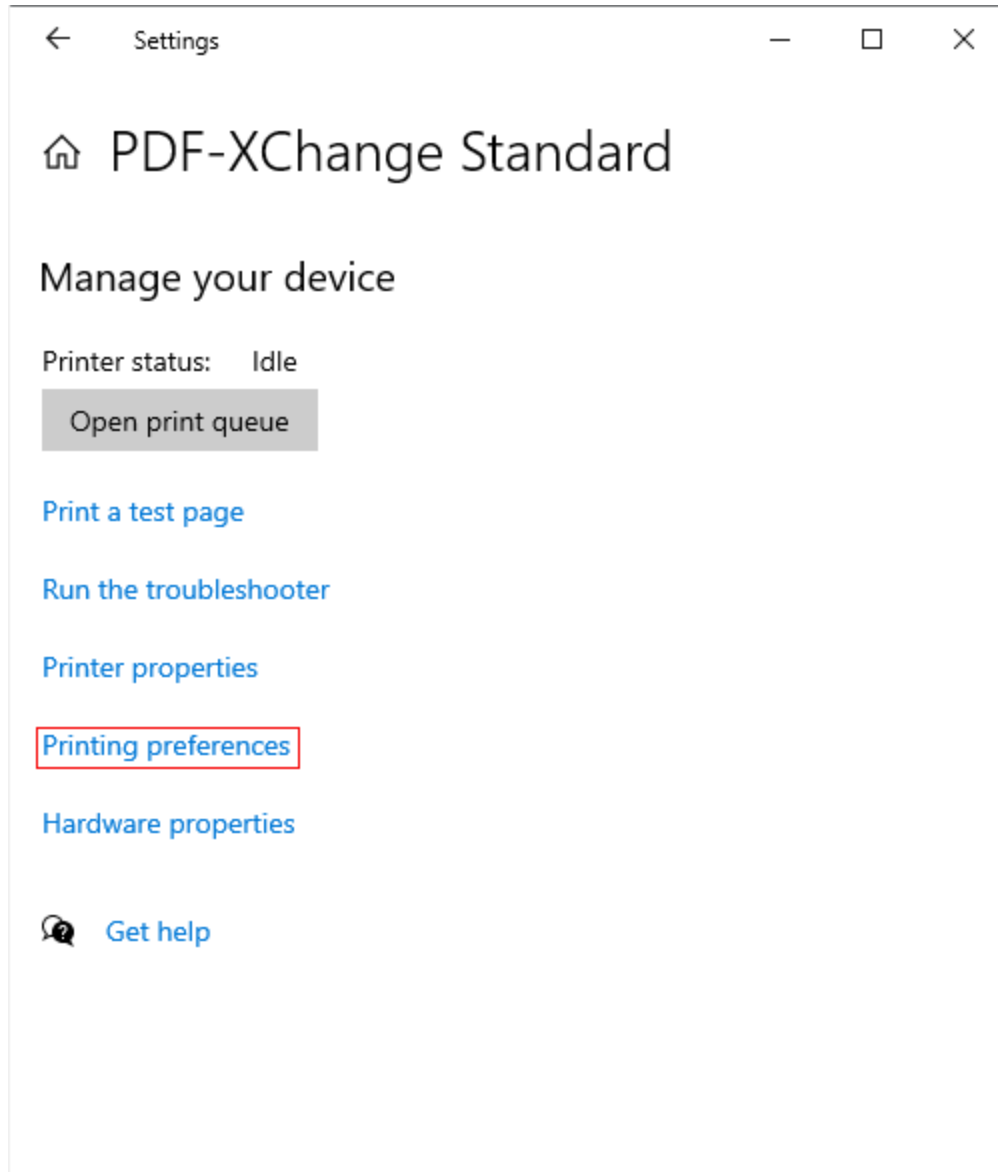 Settings
PDF-XChange Standard
Manage your device
Printer status: Idle
Open print queue
Print a test page
Run the troubleshooter
Printer properties
Printing preferences
Hardware properties
Get help